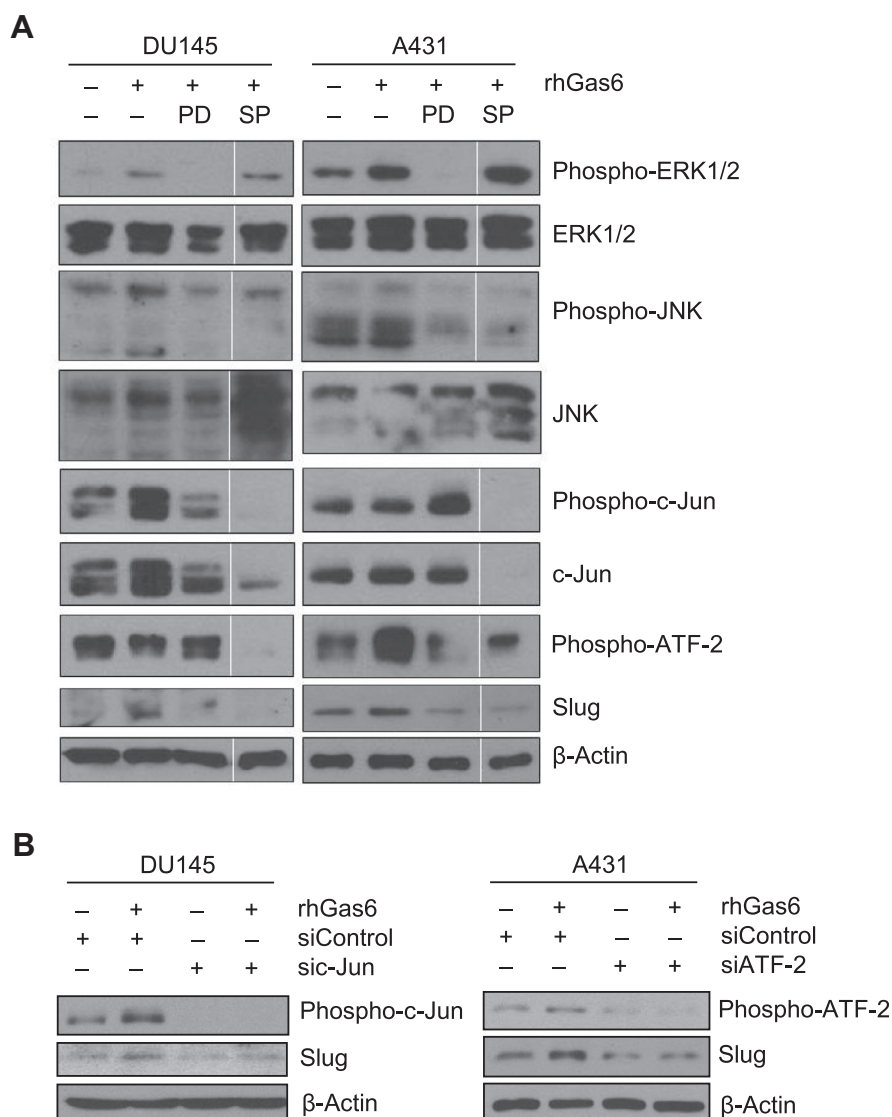 A
DU145 A431
– + + + – + + + rhGas6
– – PD SP – – PD SP
Phospho-ERK1/2
ERK1/2
Phospho-JNK
JNK
Phospho-c-Jun
c-Jun
Phospho-ATF-2
Slug
β-Actin
B
DU145 A431
– + – + rhGas6 – + – + rhGas6
+ + – – siControl + + – – siControl
– – + + sic-Jun – – + + siATF-2
Phospho-c-Jun Phospho-ATF-2
Slug Slug
β-Actin β-Actin